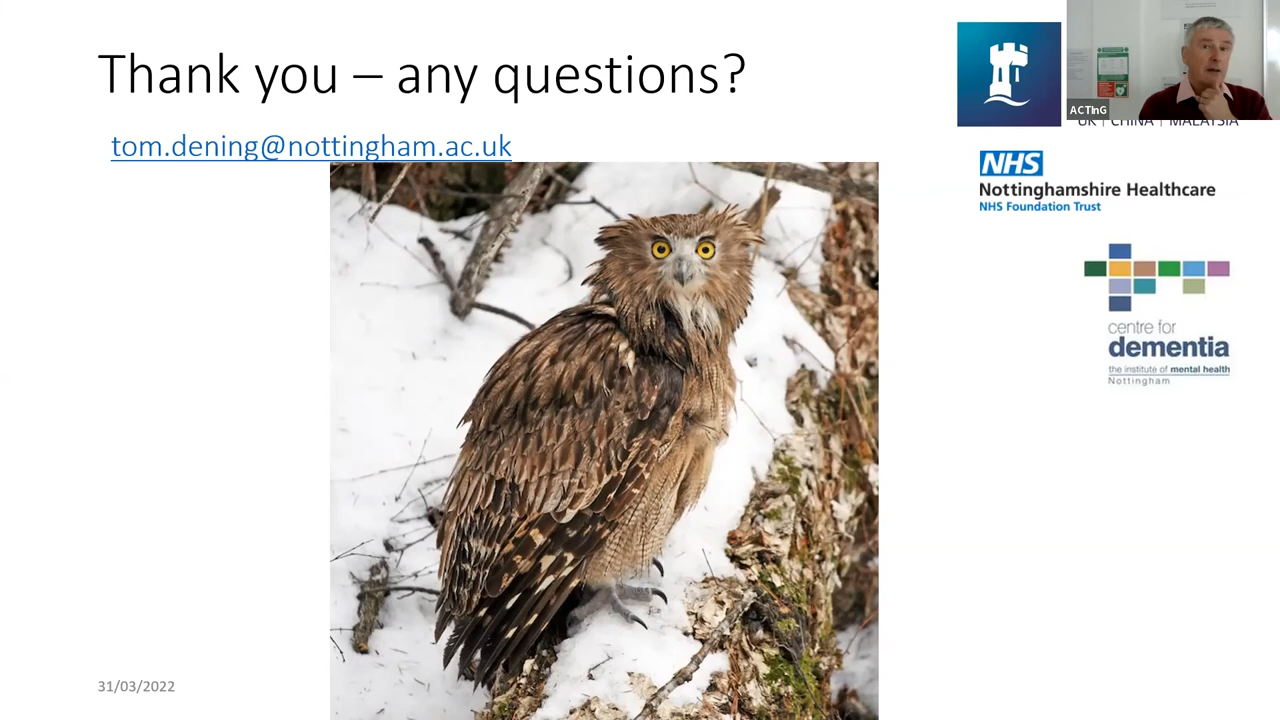 Thank you – any questions?
tom.dening@nottingham.ac.uk
ACTInG
UK | CHINA | MALAYSIA
NHS
Nottinghamshire Healthcare
NHS Foundation Trust
centre for
dementia
the institute of mental health
Nottingham
31/03/2022